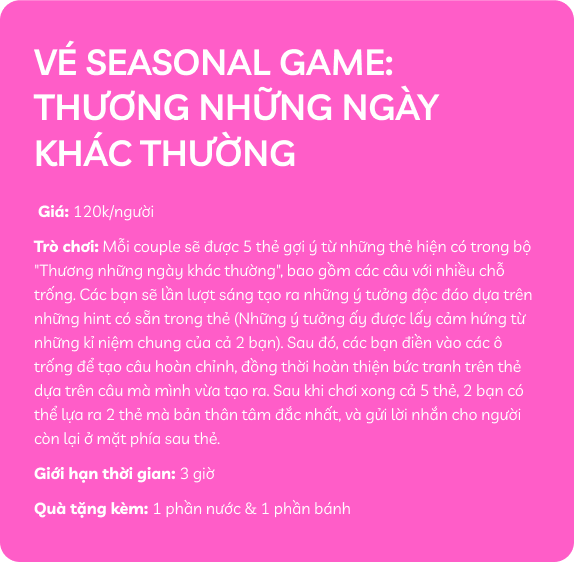 VÉ SEASONAL GAME:
THƯƠNG NHỮNG NGÀY
KHÁC THƯỜNG
Giá: 120k/người
Trò chơi: Mỗi couple sẽ được 5 thẻ gợi ý từ những thẻ hiện có trong bộ
"Thương những ngày khác thường", bao gồm các câu với nhiều chỗ
trống. Các bạn sẽ lần lượt sáng tạo ra những ý tưởng độc đáo dựa trên
những hint có sẵn trong thẻ (Những ý tưởng ấy được lấy cảm hứng từ
những kỉ niệm chung của cả 2 bạn). Sau đó, các bạn điền vào các ô
trống để tạo câu hoàn chỉnh, đồng thời hoàn thiện bức tranh trên thẻ
dựa trên câu mà mình vừa tạo ra. Sau khi chơi xong cả 5 thẻ, 2 bạn có
thể lựa ra 2 thẻ mà bản thân tâm đắc nhất, và gửi lời nhắn cho người
còn lại ở mặt phía sau thẻ.
Giới hạn thời gian: 3 giờ
Quà tặng kèm: 1 phần nước & 1 phần bánh